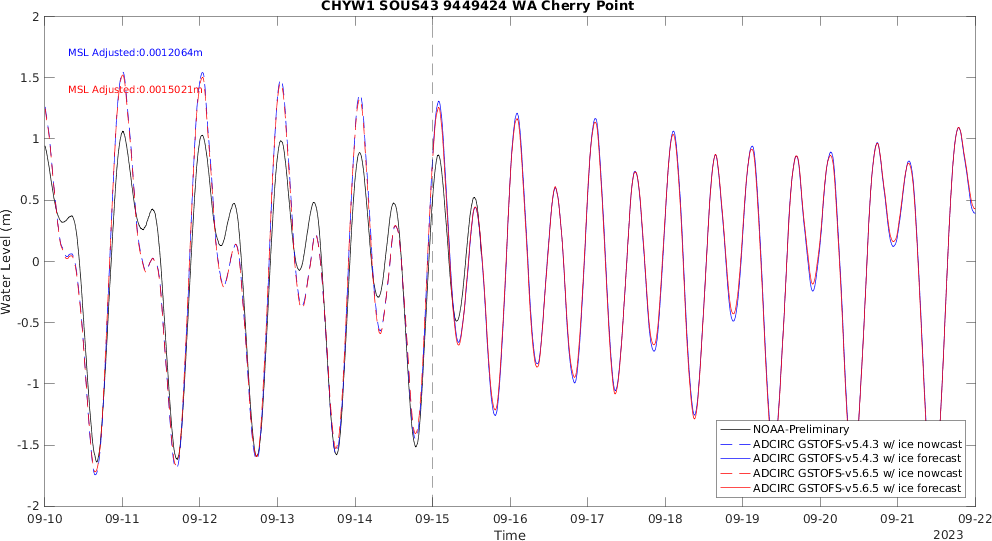 CHYW1 SOUS43 9449424 WA Cherry Point
MSL Adjusted:0.0012064m
MSL Adjusted:0.0015021m
Water Level (m)
2
1.5
1
0.5
0
-0.5
-1
-1.5
-2
NOAA-Preliminary
ADCIRC GSTOFS-v5.4.3 w/ ice nowcast
ADCIRC GSTOFS-v5.4.3 w/ ice forecast
ADCIRC GSTOFS-v5.6.5 w/ ice nowcast
ADCIRC GSTOFS-v5.6.5 w/ ice forecast
09-10 09-11 09-12 09-13 09-14 09-15 09-16 09-17 09-18 09-19 09-20 09-21 09-22
Time
2023